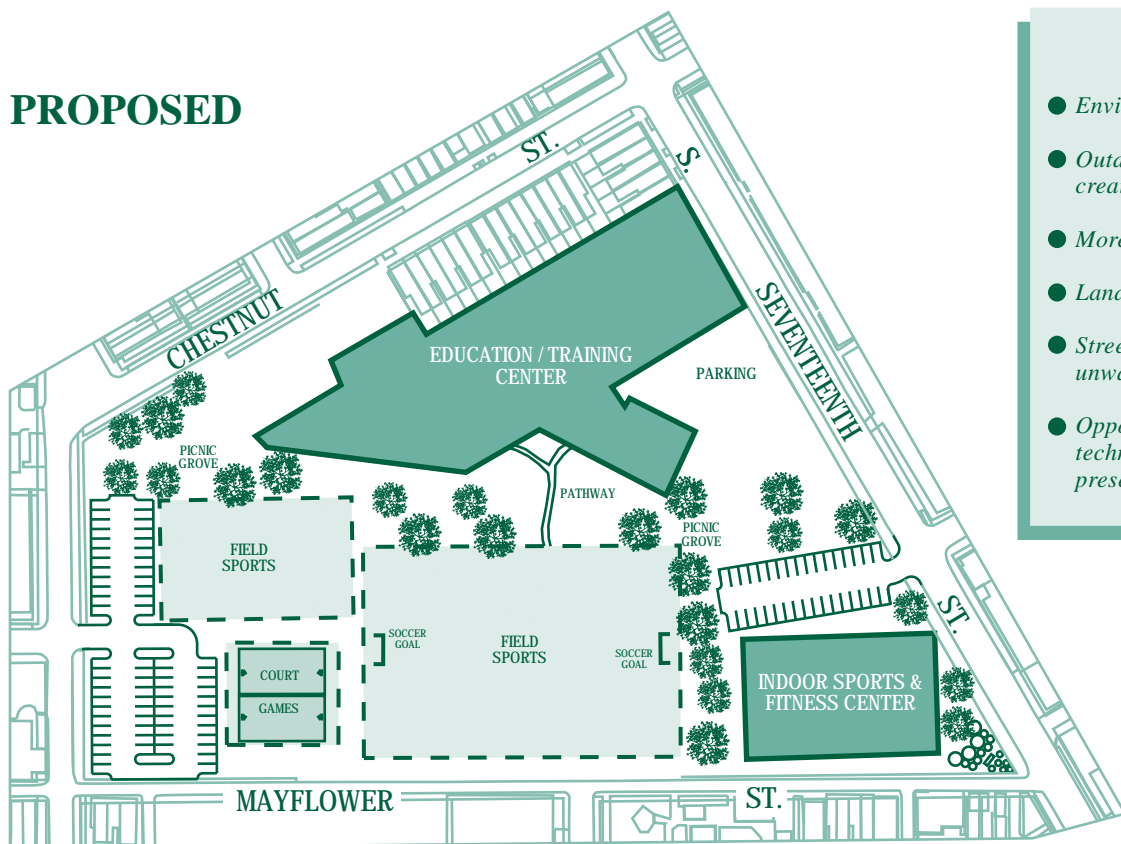 PROPOSED
CHESTNUT
ST.
S.
SEVENTEENTH
ST.
EDUCATION / TRAINING
CENTER
PARKING
PICNIC
GROVE
PATHWAY
PICNIC
GROVE
FIELD
SPORTS
FIELD
SPORTS
SOCCER
GOAL
SOCCER
GOAL
COURT
GAMES
INDOOR SPORTS &
FITNESS CENTER
MAYFLOWER
ST.
More